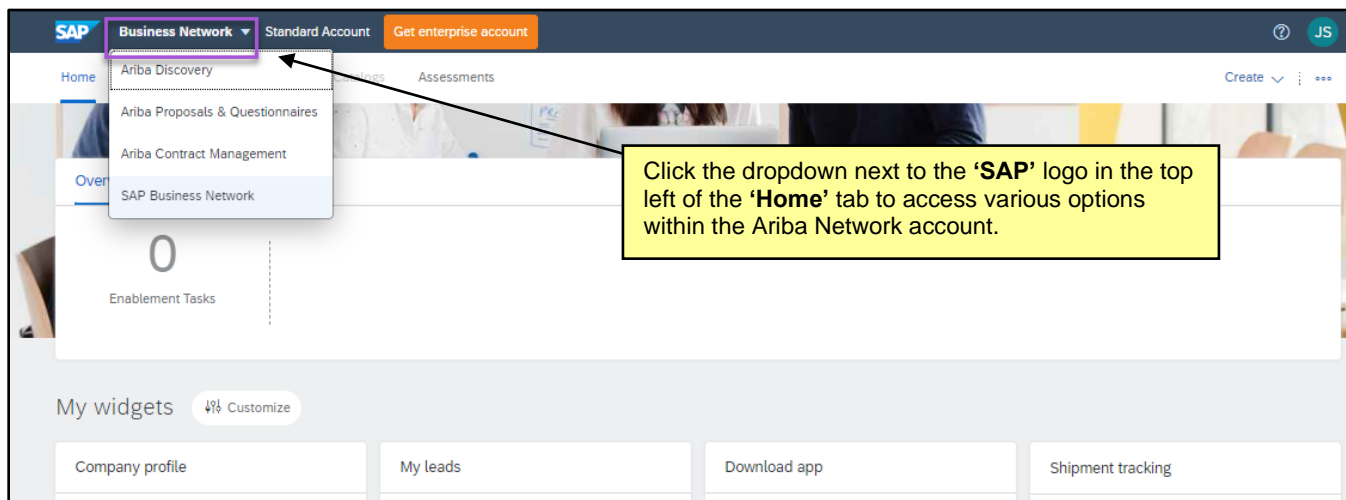 SAP Business Network Standard Account Get enterprise account JS
Home Catalogs Assessments Create
Ariba Discovery
Ariba Proposals & Questionnaires
Ariba Contract Management
SAP Business Network
Click the dropdown next to the ‘SAP’ logo in the top
left of the ‘Home’ tab to access various options
within the Ariba Network account.
0
Enablement Tasks
My widgets Customize
Company profile My leads Download app Shipment tracking